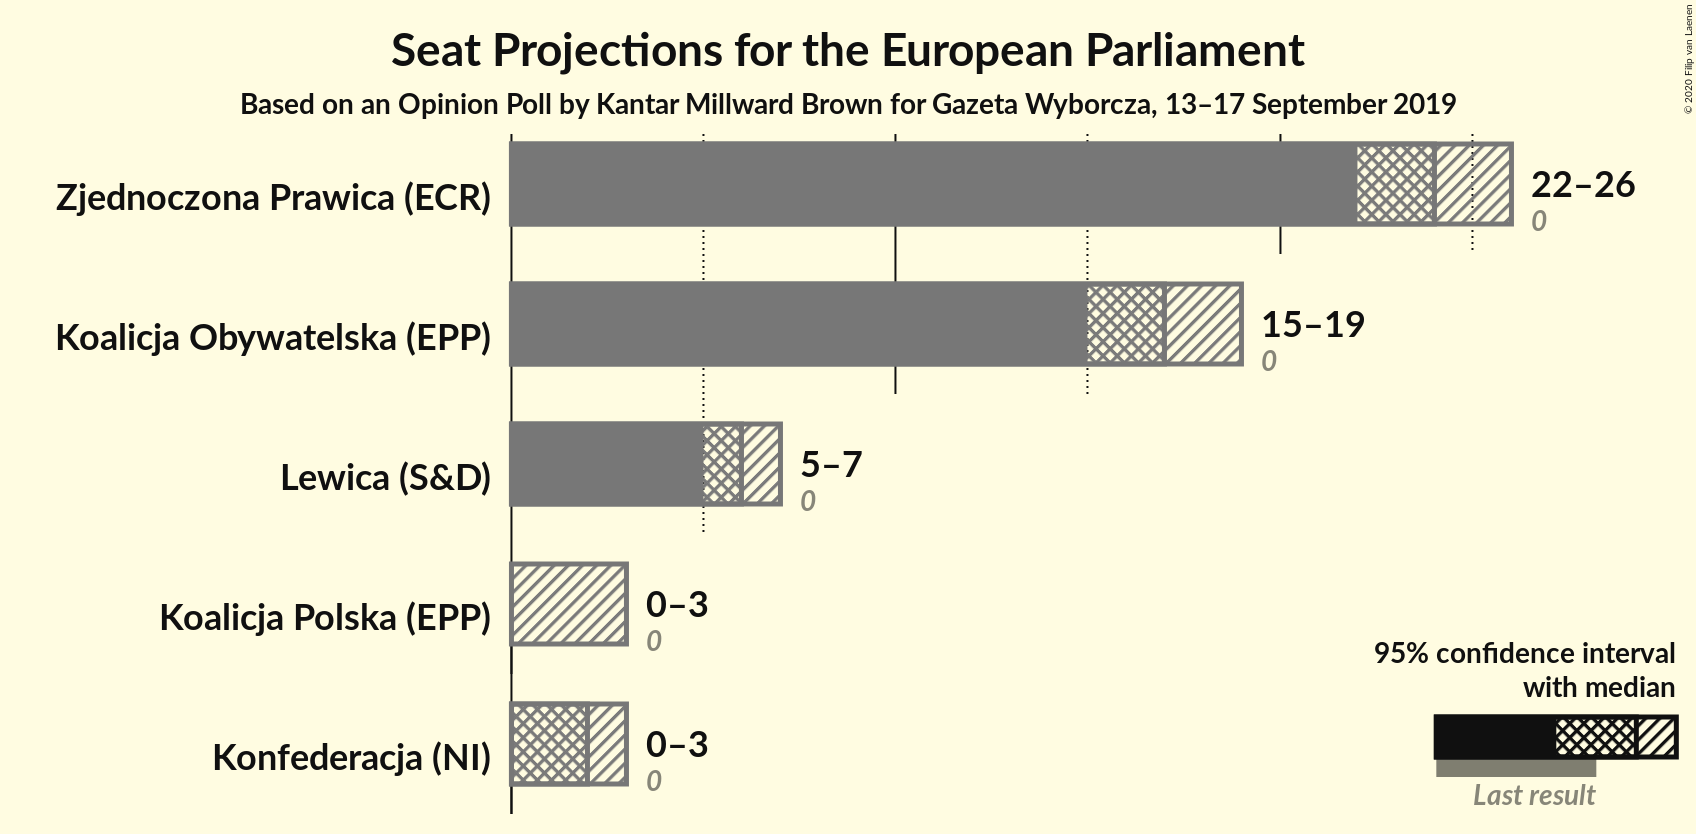 Seat Projections for the European Parliament
Based on an Opinion Poll by Kantar Millward Brown for Gazeta Wyborcza, 13–17 September 2019
© 2020 Filip van Laenen
Zjednoczona Prawica (ECR)
22–26
0
Koalicja Obywatelska (EPP)
15–19
0
Lewica (S&D)
5–7
0
Koalicja Polska (EPP)
0–3
0
Konfederacja (NI)
0–3
0
95% confidence interval
with median
Last result